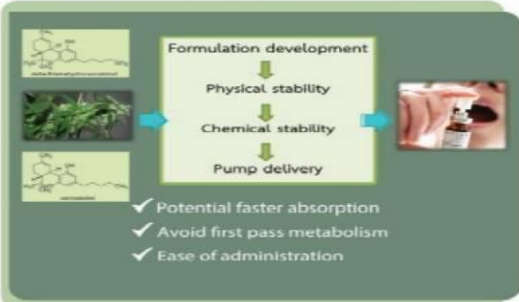 Formulation development
Physical stability
Chemical stability
Pump delivery
✓ Potential faster absorption
✓ Avoid first pass metabolism
✓ Ease of administration